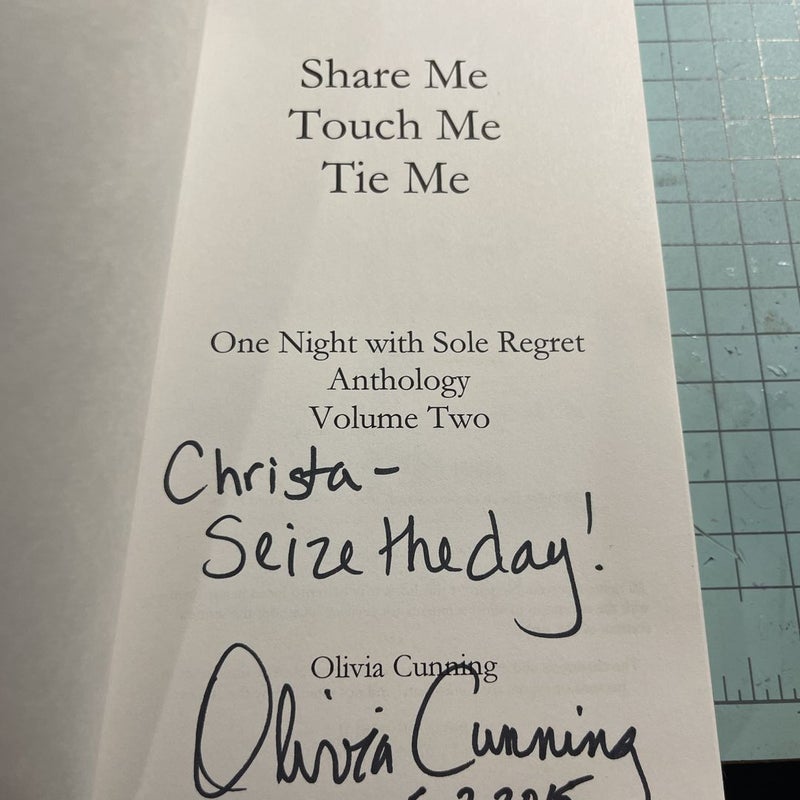 Share Me
Touch Me
Tie Me
One Night with Sole Regret
Anthology
Volume Two
Christa -
Seize the day!
Olivia Cunning
Olivia Cunning
2015